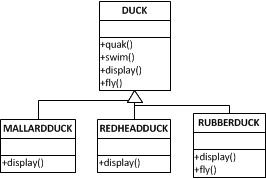 DUCK
+quak()
+swim()
+display()
+fly()
MALLARDDUCK
+display()
REDHEADDUCK
+display()
RUBBERDUCK
+display()
+fly()